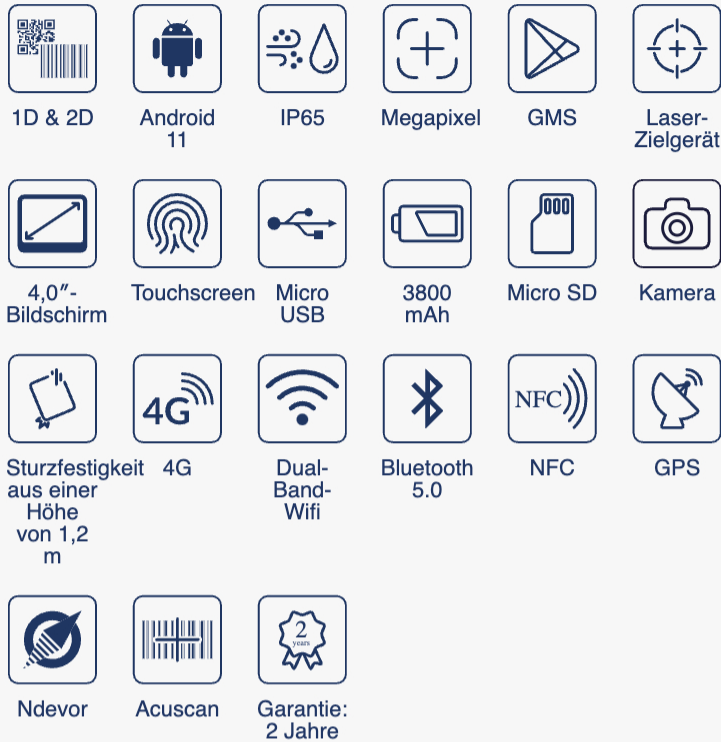 1D & 2D
Android
11
IP65
Megapixel
GMS
Laser-
Zielgerät
4,0″-
Bildschirm
Touchscreen
Micro
USB
3800
mAh
Micro SD
Kamera
4G
NFC
Sturzfestigkeit
aus einer
Höhe
von 1,2
m
4G
Dual-
Band-
Wifi
Bluetooth
5.0
NFC
GPS
2
years
Ndevor
Acuscan
Garantie:
2 Jahre